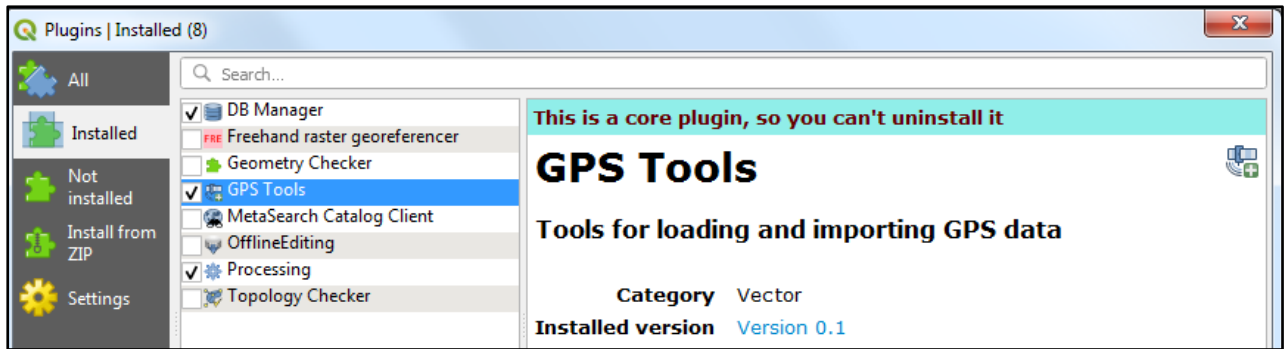 Plugins | Installed (8)
X
All
Installed
Not
installed
Install from
ZIP
Settings
Search...
DB Manager
FRE Freehand raster georeferencer
Geometry Checker
GPS Tools
MetaSearch Catalog Client
OfflineEditing
Processing
Topology Checker
This is a core plugin, so you can't uninstall it
GPS Tools
Tools for loading and importing GPS data
Category Vector
Installed version Version 0.1